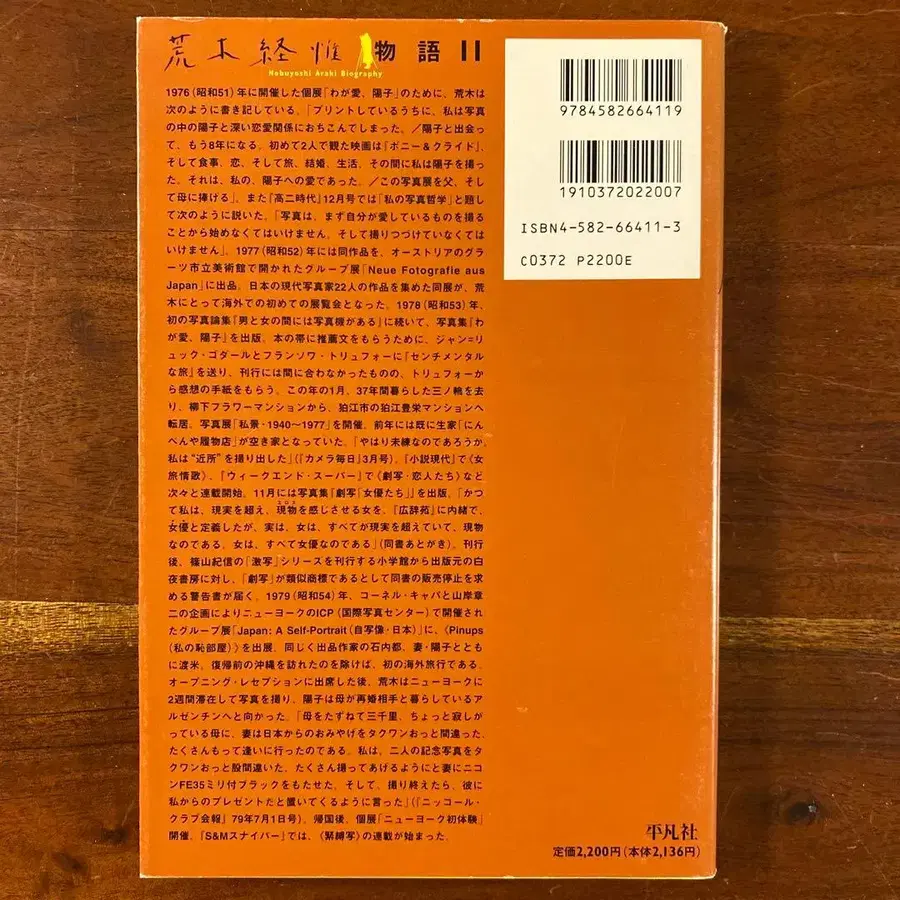 荒木経惟 物語 11
Nobuyoshi Araki Biography
1976(昭和51)年に開催した個展「わが愛、陽子」のために、荒木は
次のように書き記している。「プリントしているうちに、私は写真
の中の陽子と深い恋愛関係におちこんでしまった。／陽子と出会っ
て、もう8年になる。初めて2人で観た映画は『ボニー&クライド』、
そして食事、恋、そして旅、結婚、生活、その間に私は陽子を撮っ
た。それは、私の、陽子への愛であった。／この写真展を父、そし
て母に捧げる」。また『高二時代』12月号では「私の写真哲学」と題し
て次のように説いた。「写真は、まず自分が愛しているものを撮る
ことから始めなくてはいけません。そして撮りつづけていなくては
いけません」。1977(昭和52)年には同作品を、オーストリアのグラ
ーツ市立美術館で開かれたグループ展「Neue Fotografie aus
Japan」に出品。日本の現代写真家22人の作品を集めた同展が、荒
木にとって海外での初めての展覧会となった。1978(昭和53)年、
初の写真論集『男と女の間には写真機がある』に続いて、写真集『わ
が愛、陽子』を出版。本の帯に推薦文をもらうために、ジャン=リ
ュック・ゴダールとフランソワ・トリュフォーに『センチメンタル
な旅』を送り、刊行には間に合わなかったものの、トリュフォーか
ら感想の手紙をもらう。この年の1月、37年間暮らした三ノ輪を去
り、柳下フラワーマンションから、狛江市の狛江豊栄マンションへ
転居。写真展「私景・1940〜1977」を開催。前年には既に生家「にん
べんや履物店」が空き家となっていた。「やはり未練なのであろうか、
私は"近所"を撮り出した」(『カメラ毎日』3月号)。『小説現代』で《女
旅情歌》、『ウィークエンド・スーパー』で《劇写・恋人たち》など
次々と連載開始。11月には写真集『劇写「女優たち」』を出版。「かつ
て私は、現実を超え、現物を感じさせる女を、『広辞苑』に内緒で、
女優と定義したが、実は、女は、すべてが現実を超えていて、現物
なのである。女は、すべて女優なのである」(同書あとがき)。刊行
後、篠山紀信の「激写」シリーズを刊行する小学館から出版元の白
夜書房に対し、「劇写」が類似商標であるとして同書の販売停止を求
める警告書が届く。1979(昭和54)年、コーネル・キャパと山岸章
二の企画によりニューヨークのICP(国際写真センター)で開催され
たグループ展「Japan: A Self-Portrait(自写像・日本)」に、《Pinups
(私の恥部屋)》を出展。同じく出品作家の石内都、妻・陽子ととも
に渡米。復帰前の沖縄を訪れたのを除けば、初の海外旅行である。
オープニング・レセプションに出席した後、荒木はニューヨークに
2週間滞在して写真を撮り、陽子は母が再婚相手と暮らしているア
ルゼンチンへと向かった。「母をたずねて三千里、ちょっと寂しが
っている母に、妻は日本からのおみやげをタクワンおっと間違った、
たくさんもって逢いに行ったのである。私は、二人の記念写真をタ
クワンおっと股間違いた、たくさん撮ってあげるようにと妻にニコ
ンFE35ミリ付ブラックをもたせた。そして、撮り終えたら、彼に
私からのプレゼントだと置いてくるように言った」(『ニッコール・
クラブ会報』79年7月1日号)。帰国後、個展「ニューヨーク初体験」
開催。『S&Mスナイパー』では、《緊縛写》の連載が始まった。
9784582664119
1910372022007
ISBN4-582-66411-3
C0372 P2200E
平凡社
定価2,200円(本体2,136円)